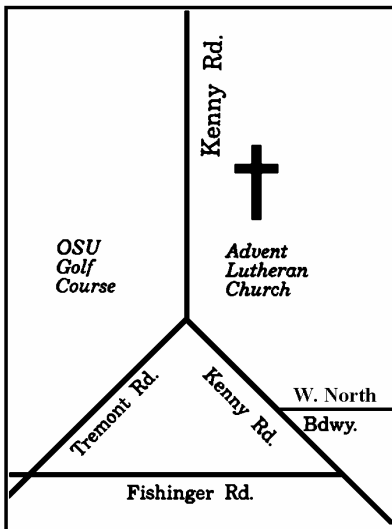 Kenny Rd.
OSU
Golf
Course
Advent
Lutheran
Church
Tremont Rd.
Kenny Rd.
W. North
Bdwy.
Fishinger Rd.